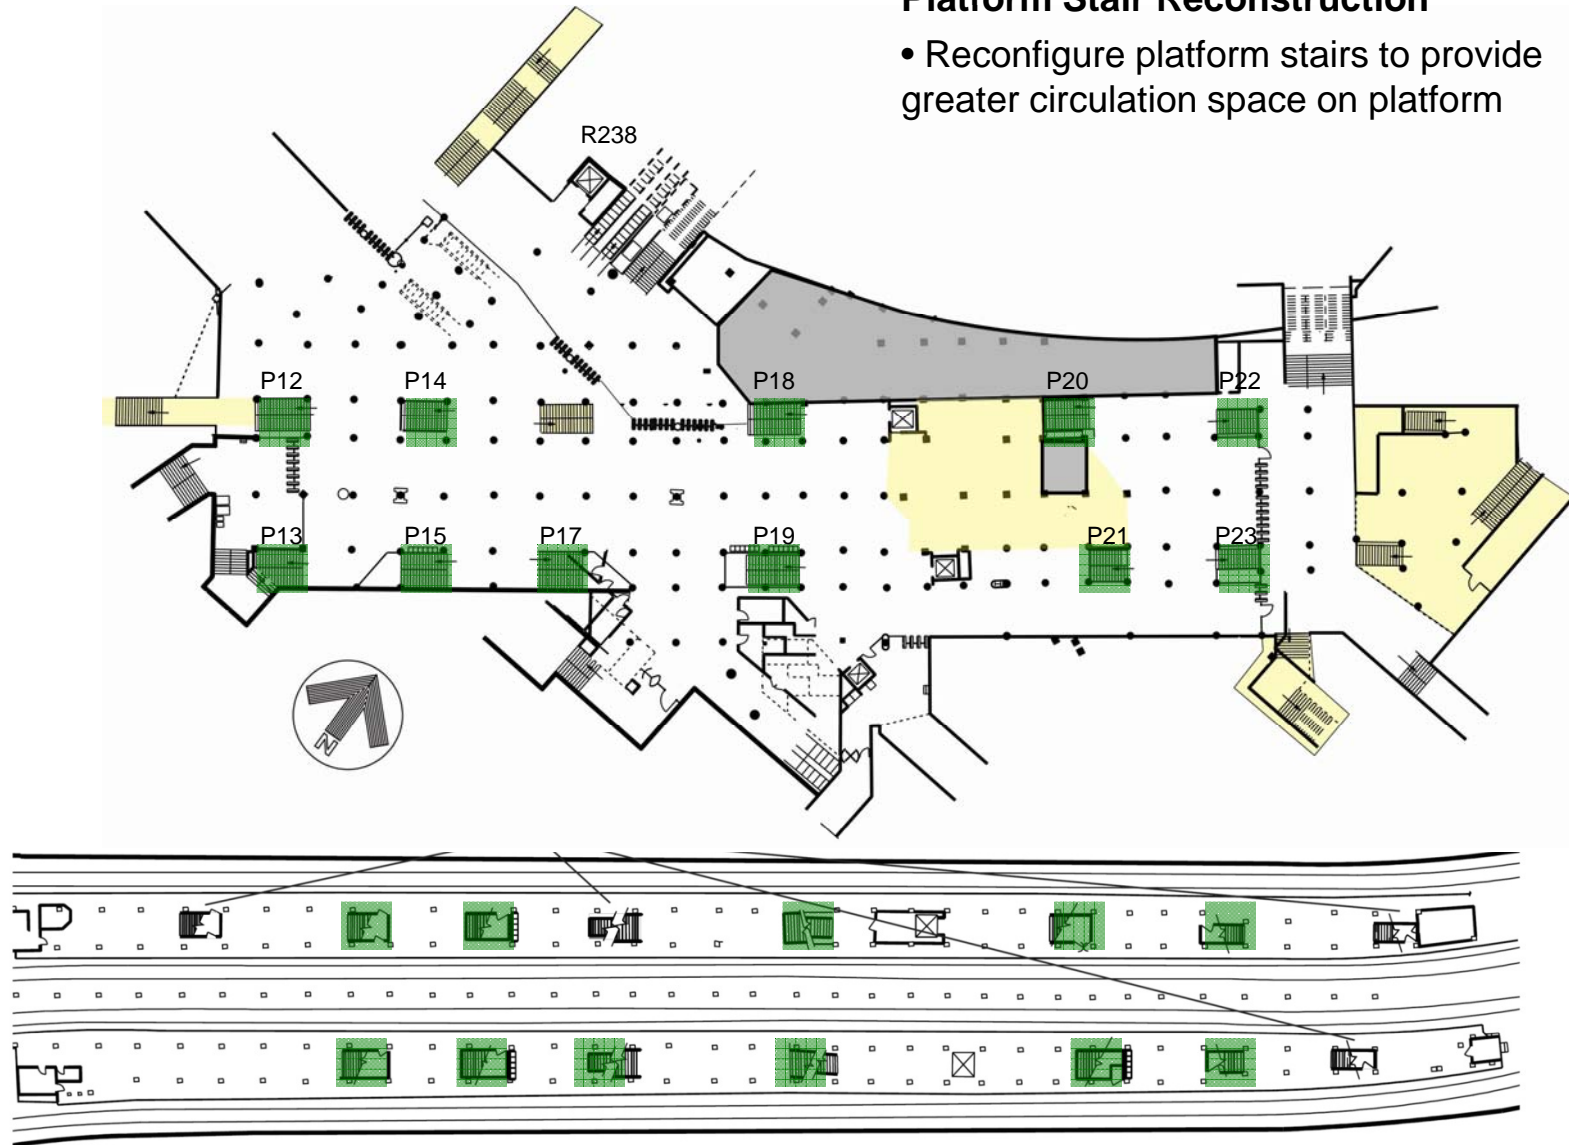 Platform Stair Reconstruction
• Reconfigure platform stairs to provide
greater circulation space on platform
R238
P12
P14
P18
P20
P22
P13
P15
P17
P19
P21
P23
N